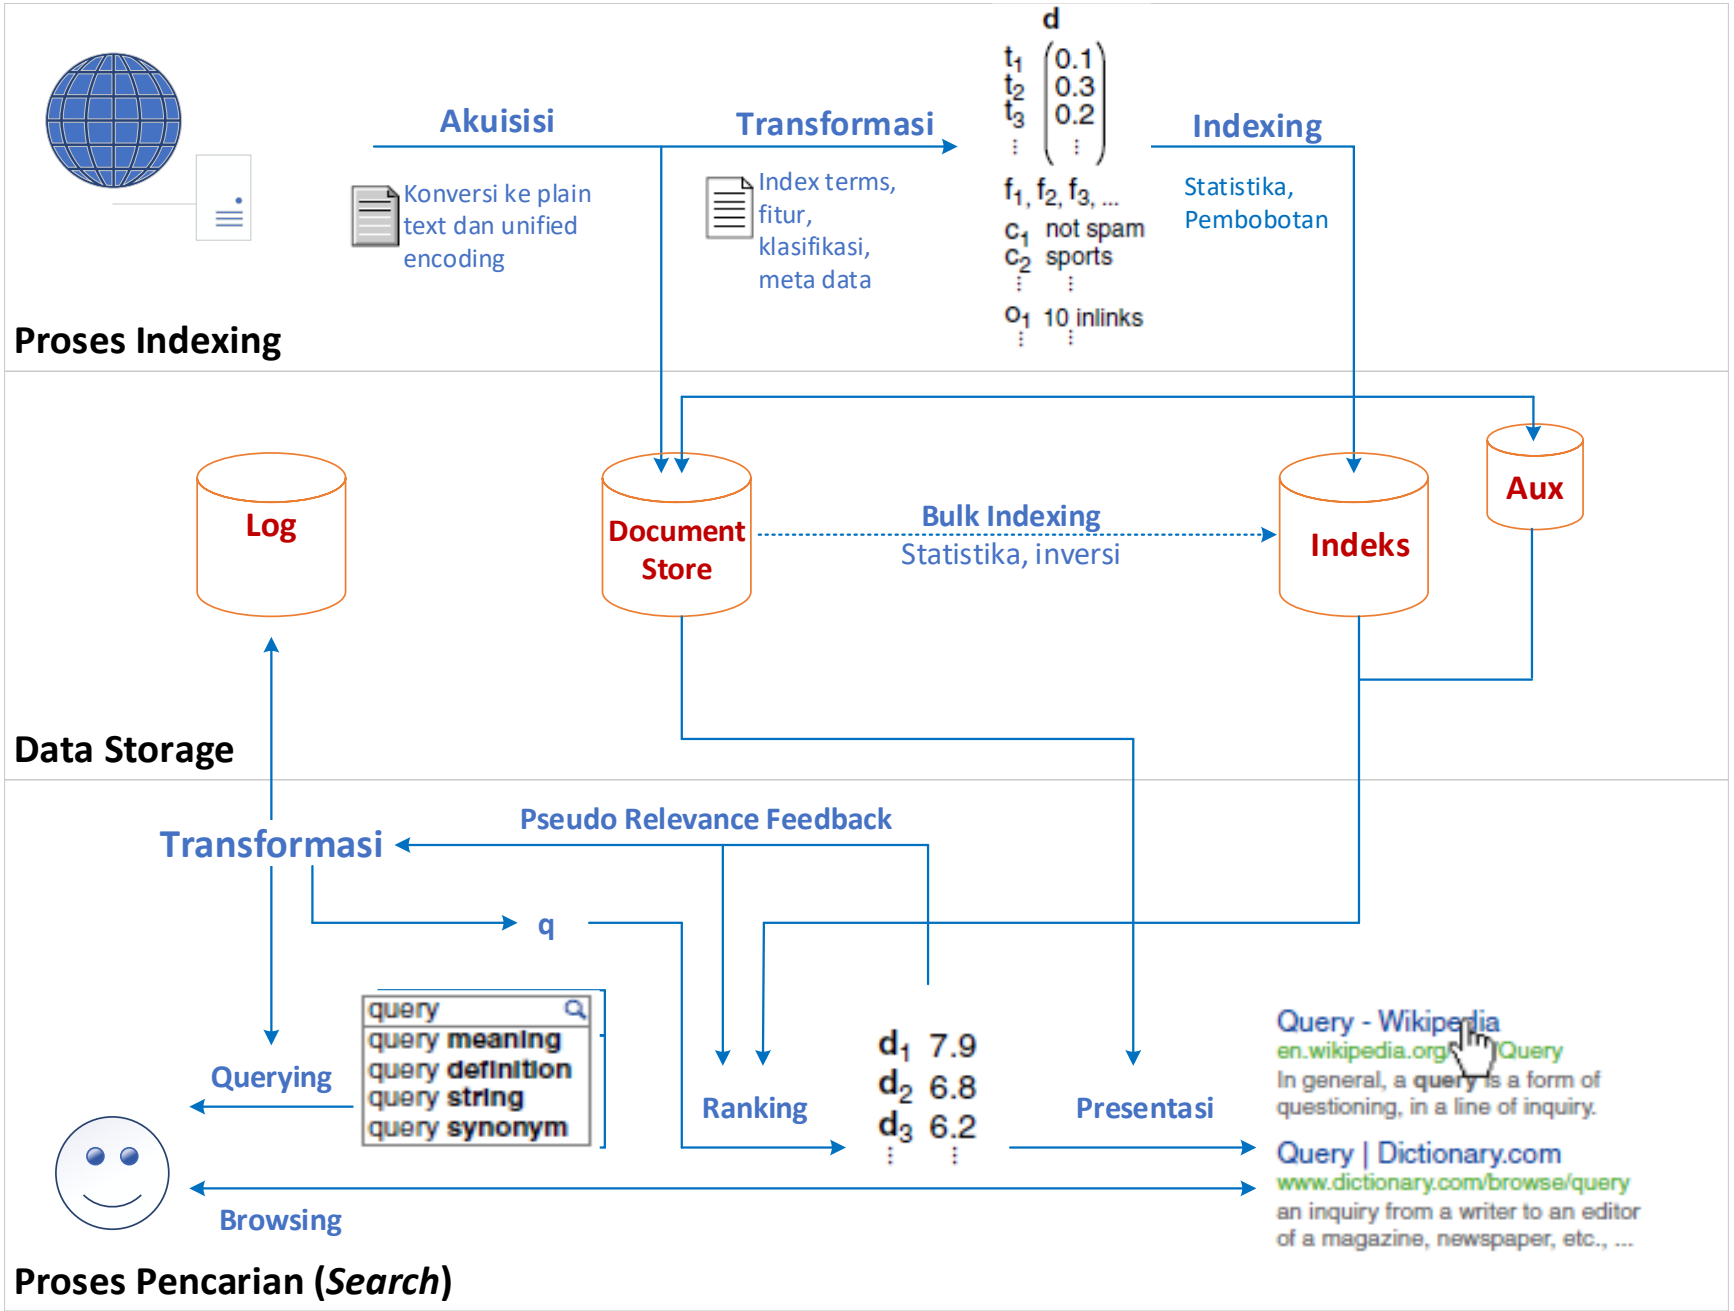 Akuisisi
Konversi ke plain
text dan unified
encoding
Transformasi
Index terms,
fitur,
klasifikasi,
meta data
d
t1 0.1
t2 0.3
t3 0.2
⋮ ⋮
f1, f2, f3, ...
c1 not spam
c2 sports
⋮ ⋮
o1 10 inlinks
⋮ ⋮
Indexing
Statistika,
Pembobotan
Proses Indexing
Log
Document
Store
Bulk Indexing
Statistika, inversi
Indeks
Aux
Data Storage
Pseudo Relevance Feedback
Transformasi
q
query
query meaning
query definition
query string
query synonym
Querying
Ranking
d1 7.9
d2 6.8
d3 6.2
⋮ ⋮
Presentasi
Query - Wikipedia
en.wikipedia.org/ /Query
In general, a query is a form of
questioning, in a line of inquiry.
Query | Dictionary.com
www.dictionary.com/browse/query
an inquiry from a writer to an editor
of a magazine, newspaper, etc., ...
Browsing
Proses Pencarian (Search)